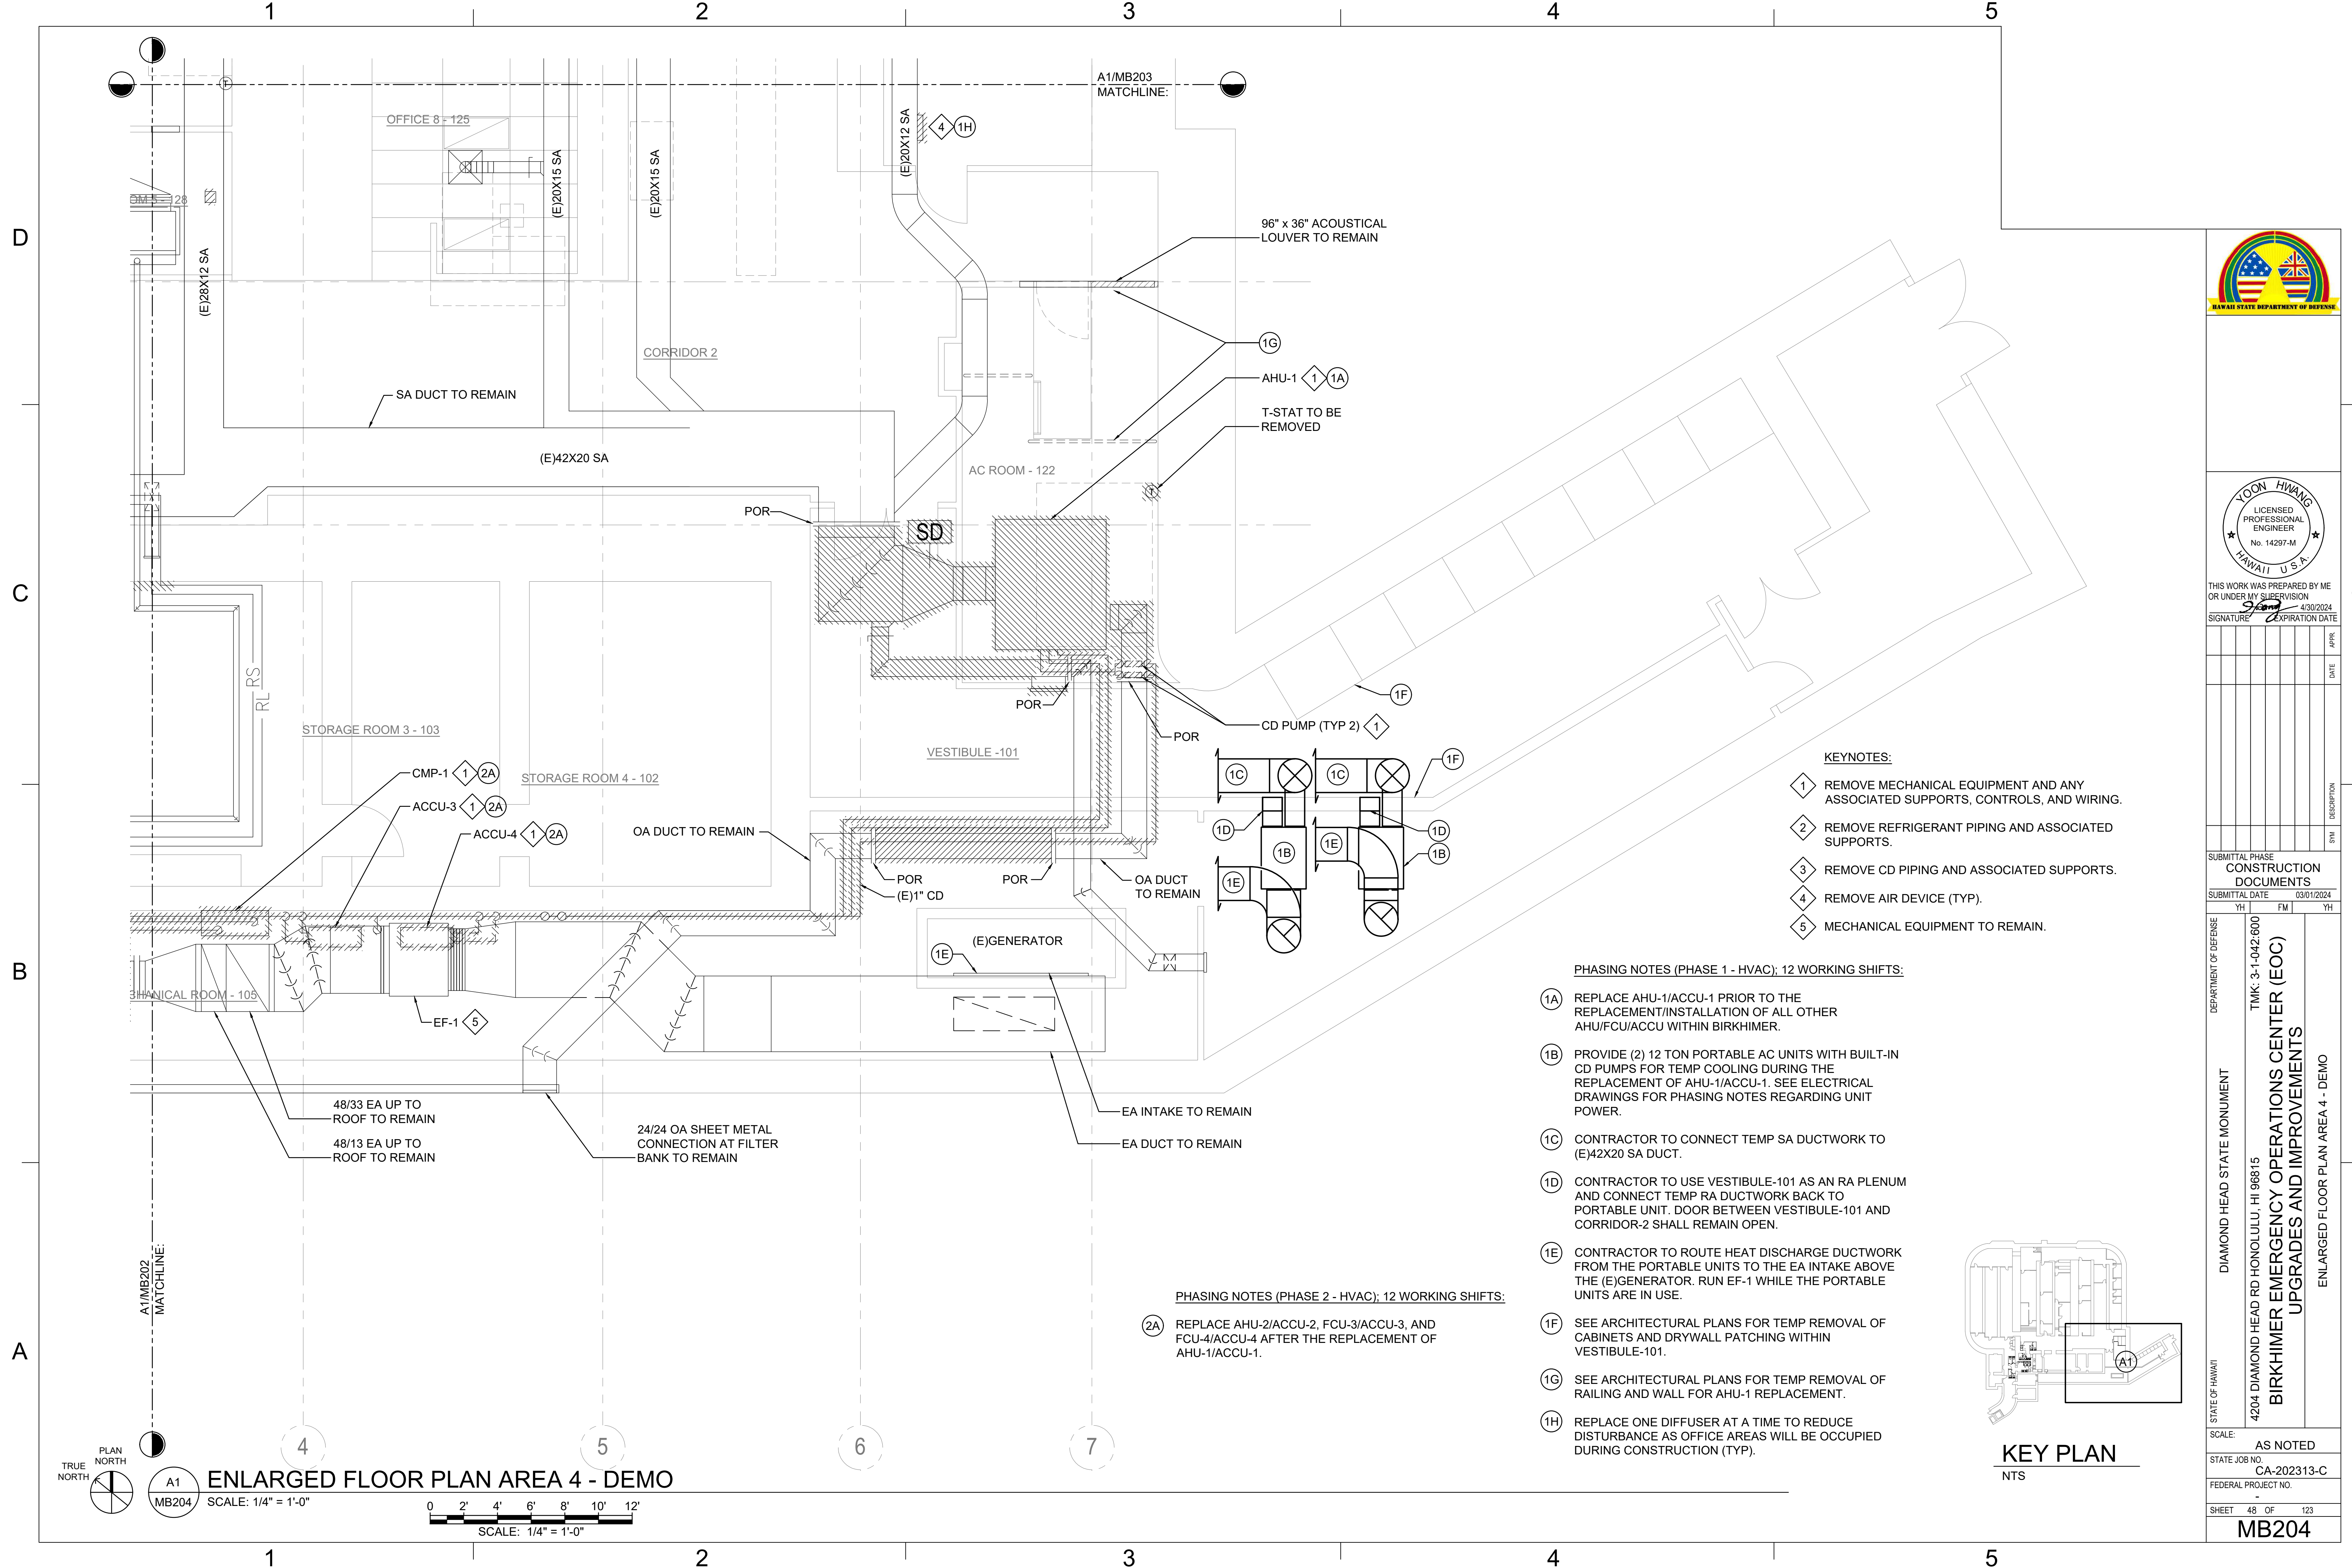 1 2 3 4 5
D
C
B
A
A1/MB203
MATCHLINE:
OFFICE 8 - 125
T
4 1H
(E)20X12 SA
(E)20X15 SA
(E)20X15 SA
(E)28X12 SA
96" x 36" ACOUSTICAL
LOUVER TO REMAIN
1G
CORRIDOR 2
AHU-1 1 1A
SA DUCT TO REMAIN
T-STAT TO BE
REMOVED
(E)42X20 SA
AC ROOM - 122
T
POR
SD
RS
RL
POR
1F
STORAGE ROOM 3 - 103
CD PUMP (TYP 2) 1
POR
VESTIBULE -101
CMP-1 1 2A
STORAGE ROOM 4 - 102
1C 1C 1F
ACCU-3 1 2A
ACCU-4 1 2A
OA DUCT TO REMAIN
1D 1D
1B 1E 1B
1E
POR
POR
OA DUCT
TO REMAIN
(E)1" CD
(E)GENERATOR
1E
HANICAL ROOM - 105
EF-1 5
48/33 EA UP TO
ROOF TO REMAIN
48/13 EA UP TO
ROOF TO REMAIN
24/24 OA SHEET METAL
CONNECTION AT FILTER
BANK TO REMAIN
EA INTAKE TO REMAIN
EA DUCT TO REMAIN
A1/MB202
MATCHLINE:
4 5 6 7
KEYNOTES:
1 REMOVE MECHANICAL EQUIPMENT AND ANY
ASSOCIATED SUPPORTS, CONTROLS, AND WIRING.
2 REMOVE REFRIGERANT PIPING AND ASSOCIATED
SUPPORTS.
3 REMOVE CD PIPING AND ASSOCIATED SUPPORTS.
4 REMOVE AIR DEVICE (TYP).
5 MECHANICAL EQUIPMENT TO REMAIN.
PHASING NOTES (PHASE 1 - HVAC); 12 WORKING SHIFTS:
1A REPLACE AHU-1/ACCU-1 PRIOR TO THE
REPLACEMENT/INSTALLATION OF ALL OTHER
AHU/FCU/ACCU WITHIN BIRKHIMER.
1B PROVIDE (2) 12 TON PORTABLE AC UNITS WITH BUILT-IN
CD PUMPS FOR TEMP COOLING DURING THE
REPLACEMENT OF AHU-1/ACCU-1. SEE ELECTRICAL
DRAWINGS FOR PHASING NOTES REGARDING UNIT
POWER.
1C CONTRACTOR TO CONNECT TEMP SA DUCTWORK TO
(E)42X20 SA DUCT.
1D CONTRACTOR TO USE VESTIBULE-101 AS AN RA PLENUM
AND CONNECT TEMP RA DUCTWORK BACK TO
PORTABLE UNIT. DOOR BETWEEN VESTIBULE-101 AND
CORRIDOR-2 SHALL REMAIN OPEN.
1E CONTRACTOR TO ROUTE HEAT DISCHARGE DUCTWORK
FROM THE PORTABLE UNITS TO THE EA INTAKE ABOVE
THE (E)GENERATOR. RUN EF-1 WHILE THE PORTABLE
UNITS ARE IN USE.
1F SEE ARCHITECTURAL PLANS FOR TEMP REMOVAL OF
CABINETS AND DRYWALL PATCHING WITHIN
VESTIBULE-101.
1G SEE ARCHITECTURAL PLANS FOR TEMP REMOVAL OF
RAILING AND WALL FOR AHU-1 REPLACEMENT.
1H REPLACE ONE DIFFUSER AT A TIME TO REDUCE
DISTURBANCE AS OFFICE AREAS WILL BE OCCUPIED
DURING CONSTRUCTION (TYP).
PHASING NOTES (PHASE 2 - HVAC); 12 WORKING SHIFTS:
2A REPLACE AHU-2/ACCU-2, FCU-3/ACCU-3, AND
FCU-4/ACCU-4 AFTER THE REPLACEMENT OF
AHU-1/ACCU-1.
PLAN
NORTH
TRUE
NORTH
A1
MB204
ENLARGED FLOOR PLAN AREA 4 - DEMO
SCALE: 1/4" = 1'-0"
0 2' 4' 6' 8' 10' 12'
SCALE: 1/4" = 1'-0"
A1
KEY PLAN
NTS
HAWAII STATE DEPARTMENT OF DEFENSE
YOON HWANG
LICENSED
PROFESSIONAL
ENGINEER
No. 14297-M
HAWAII U.S.A.
THIS WORK WAS PREPARED BY ME
OR UNDER MY SUPERVISION
4/30/2024
SIGNATURE EXPIRATION DATE
APPR.
DATE
DESCRIPTION
SYM
SUBMITTAL PHASE
CONSTRUCTION
DOCUMENTS
SUBMITTAL DATE 03/01/2024
YH FM YH
DEPARTMENT OF DEFENSE
STATE OF HAWAI'I
DIAMOND HEAD STATE MONUMENT
TMK: 3-1-042:600
4204 DIAMOND HEAD RD HONOLULU, HI 96815
BIRKHIMER EMERGENCY OPERATIONS CENTER (EOC)
UPGRADES AND IMPROVEMENTS
ENLARGED FLOOR PLAN AREA 4 - DEMO
SCALE:
AS NOTED
STATE JOB NO.
CA-202313-C
FEDERAL PROJECT NO.
-
SHEET 48 OF 123
MB204
1 2 3 4 5